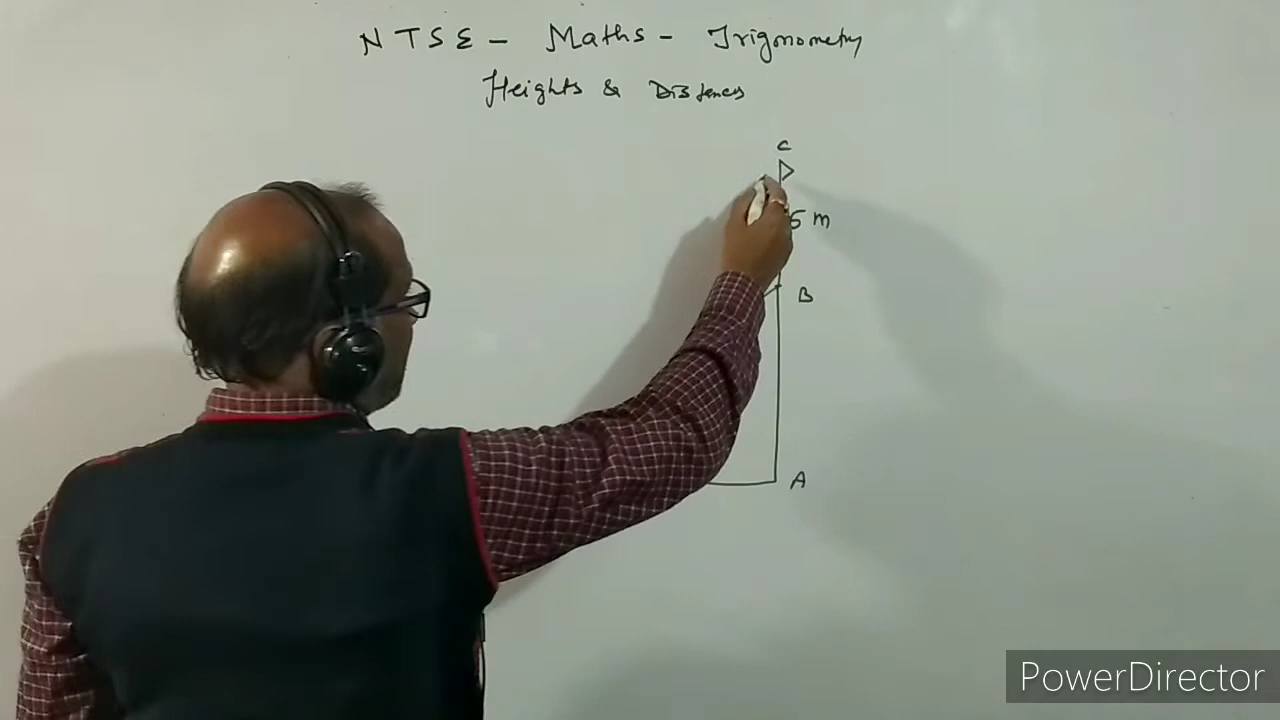 NTSE - Maths - Trigonometry
Heights & Distances
C
5 m
B
A
PowerDirector